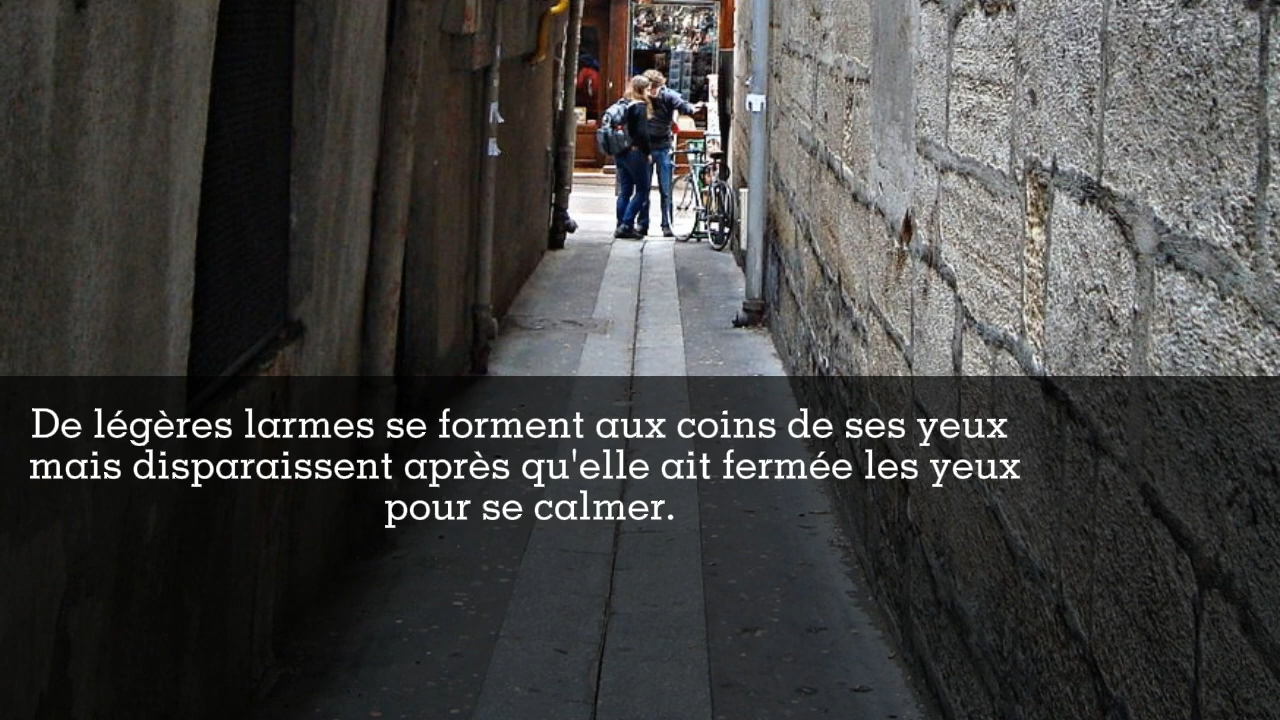 De légères larmes se forment aux coins de ses yeux
mais disparaissent après qu'elle ait fermée les yeux
pour se calmer.